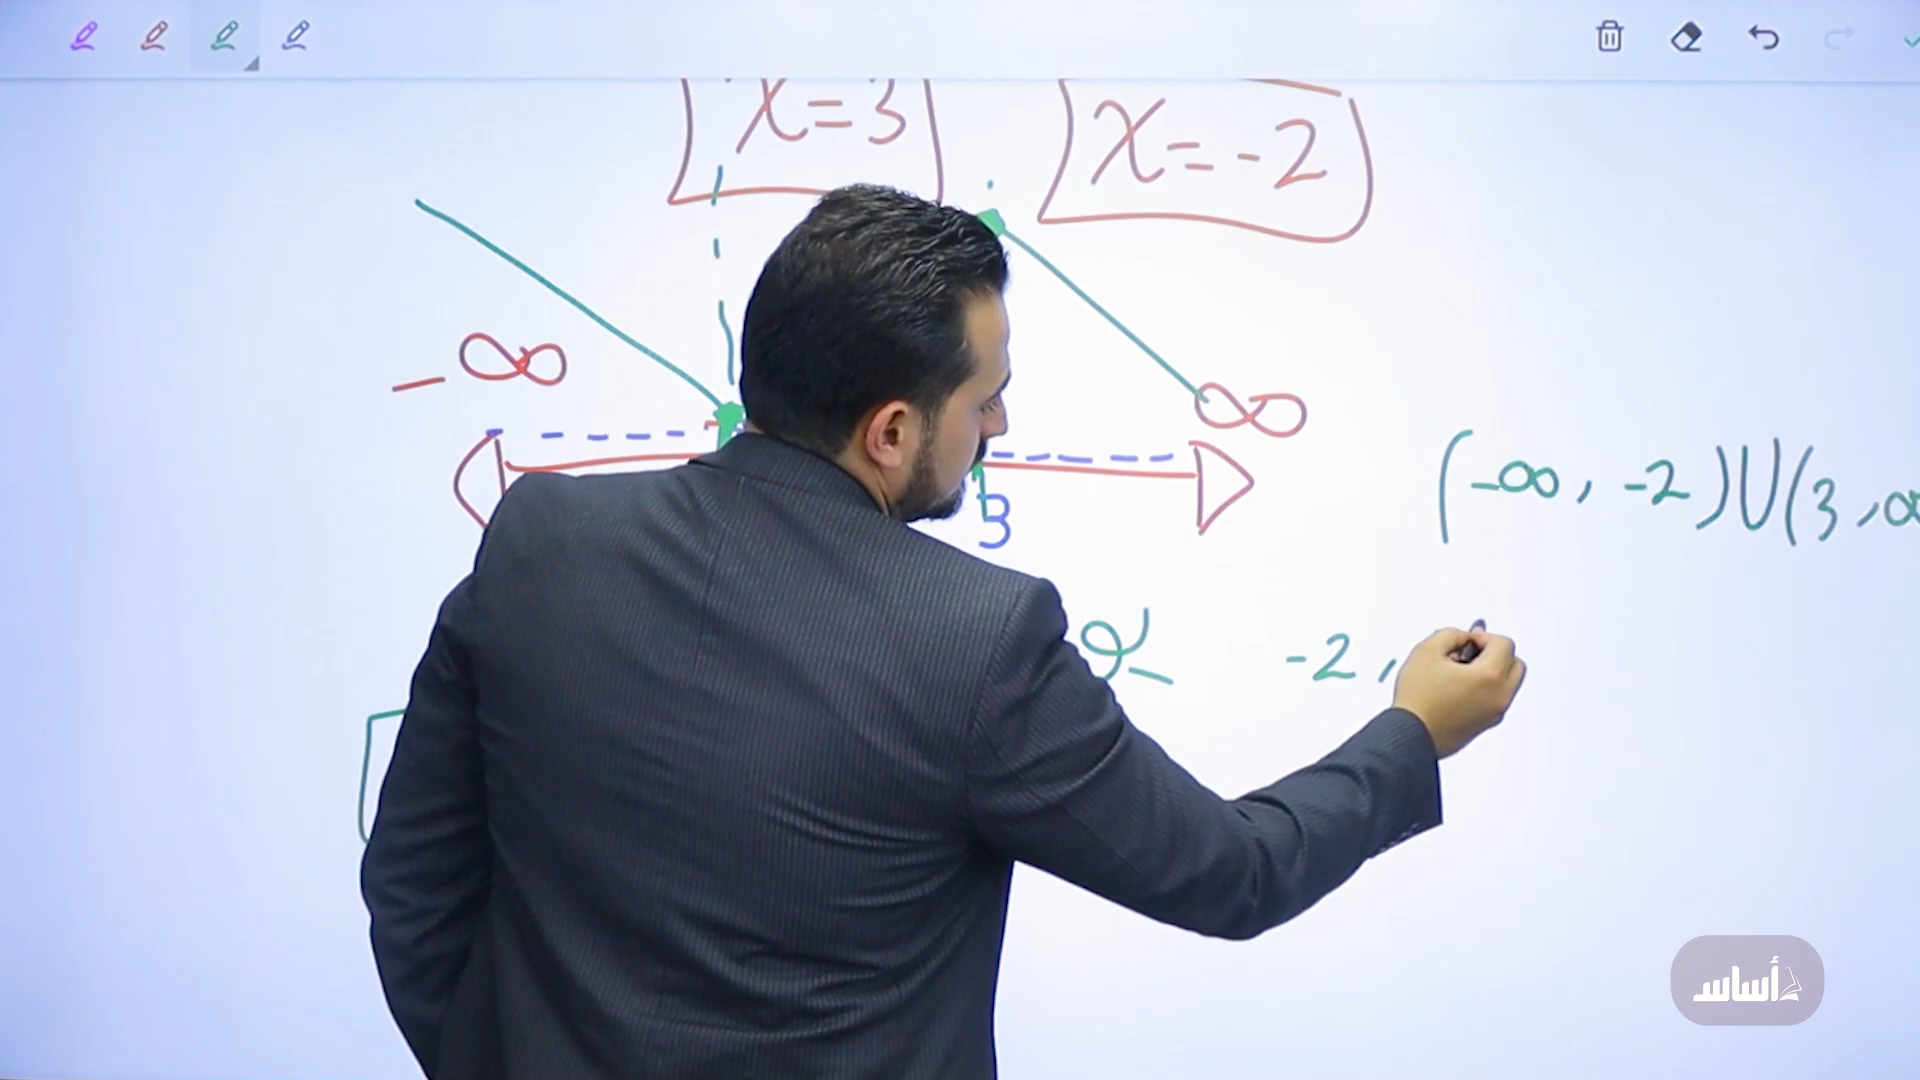 x=3
x=-2
-∞
∞
3
(-∞, -2)∪(3,∞
-2,
أساس